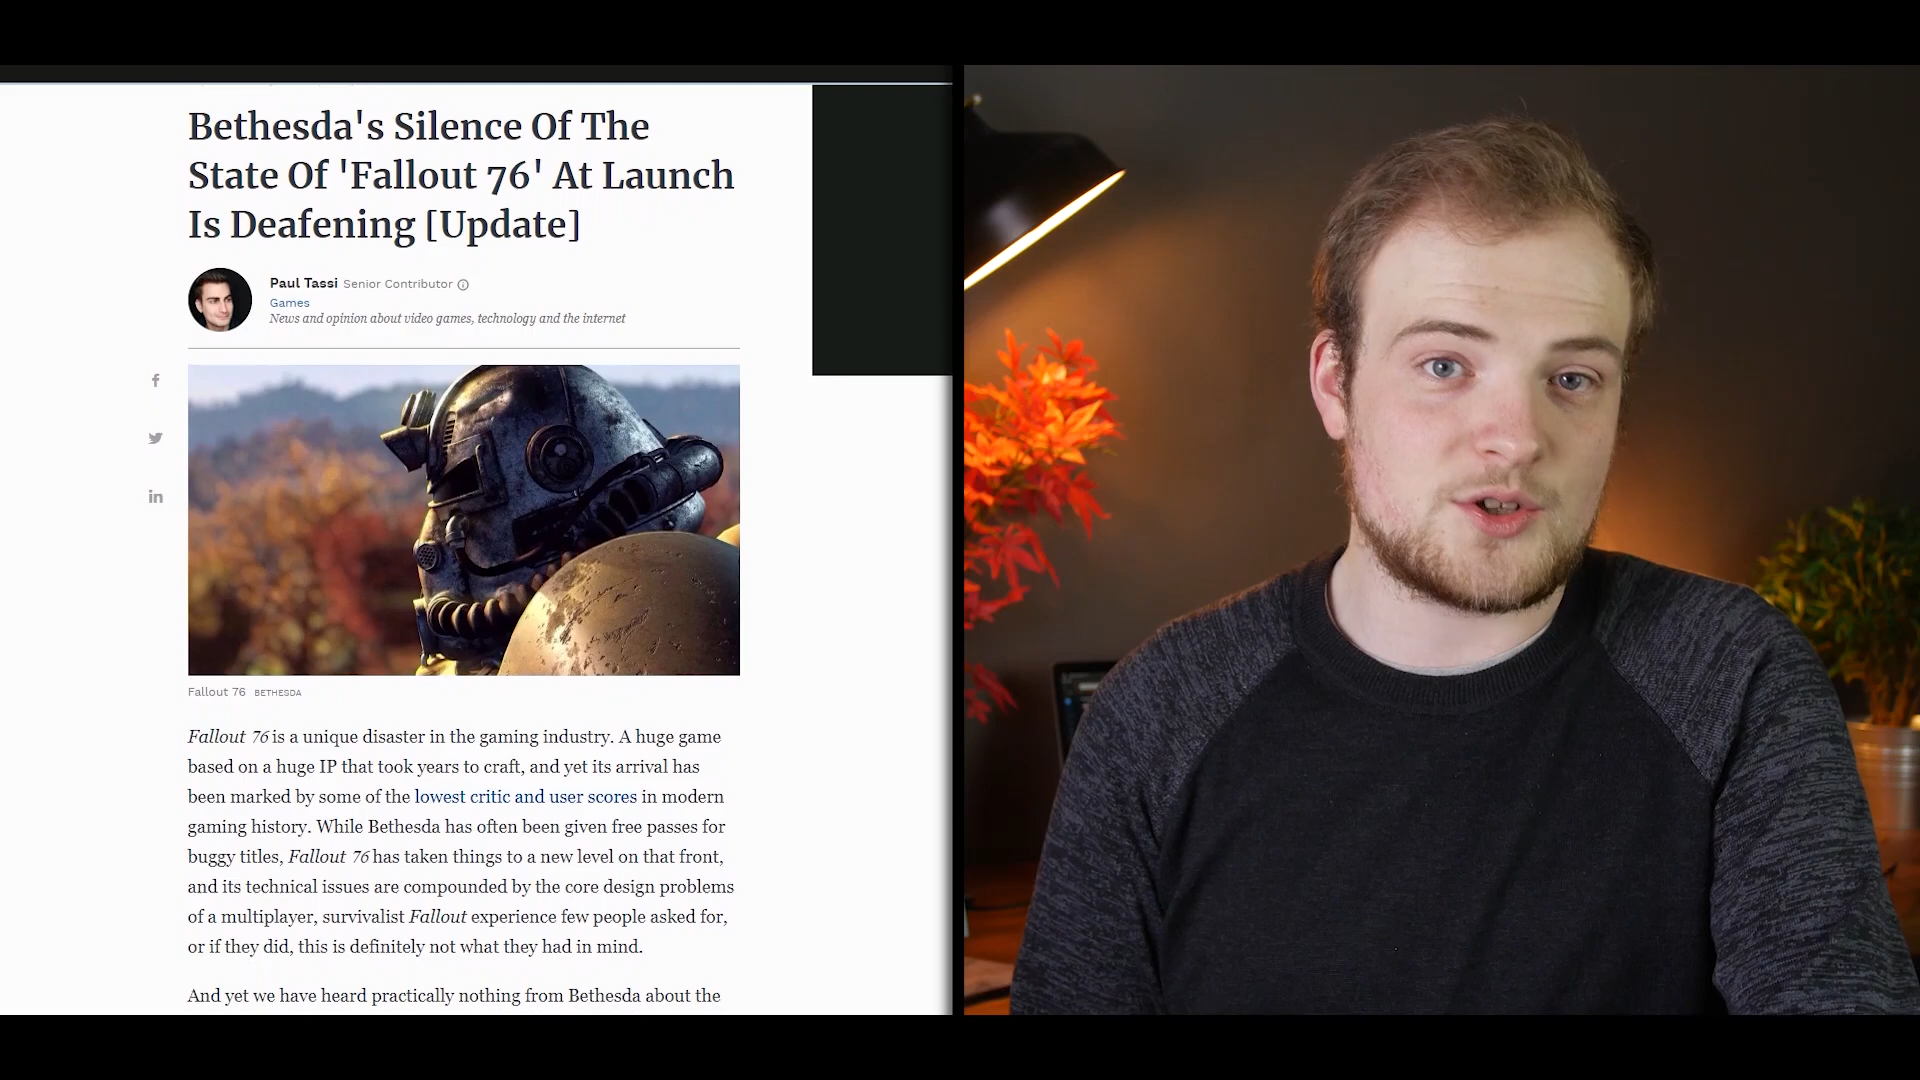 Bethesda's Silence Of The
State Of 'Fallout 76' At Launch
Is Deafening [Update]
Paul Tassi Senior Contributor
Games
News and opinion about video games, technology and the internet
Fallout 76 BETHESDA
Fallout 76 is a unique disaster in the gaming industry. A huge game
based on a huge IP that took years to craft, and yet its arrival has
been marked by some of the lowest critic and user scores in modern
gaming history. While Bethesda has often been given free passes for
buggy titles, Fallout 76 has taken things to a new level on that front,
and its technical issues are compounded by the core design problems
of a multiplayer, survivalist Fallout experience few people asked for,
or if they did, this is definitely not what they had in mind.
And yet we have heard practically nothing from Bethesda about the